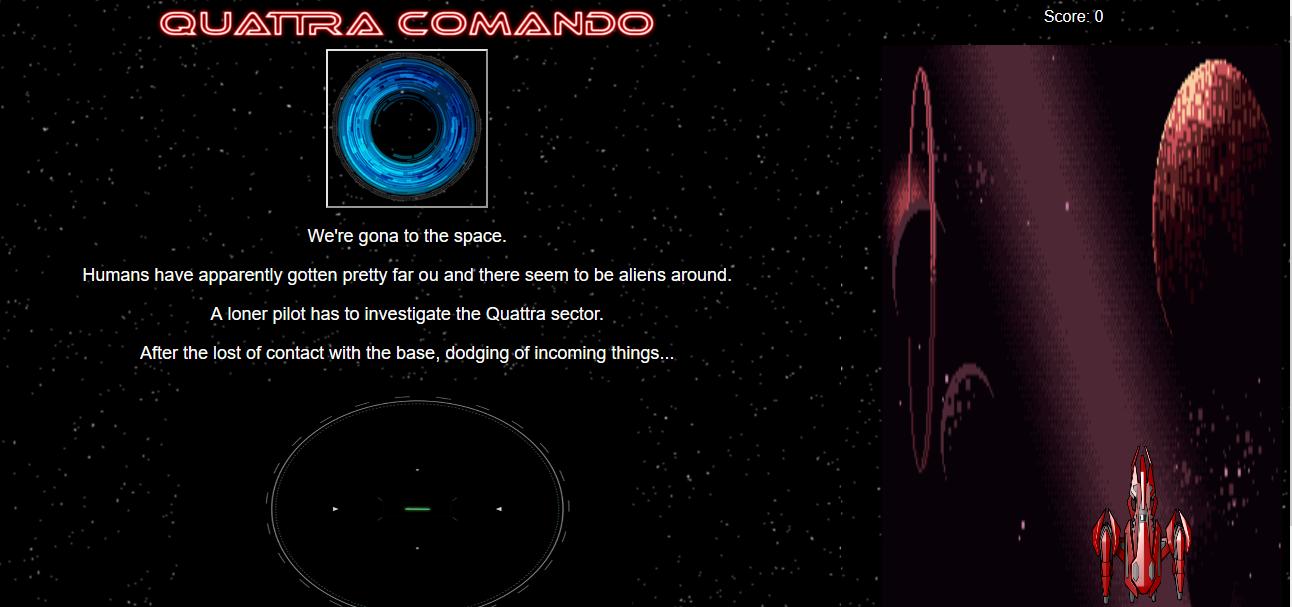 QUATTRA COMANDO
Score: 0
We're gona to the space.
Humans have apparently gotten pretty far ou and there seem to be aliens around.
A loner pilot has to investigate the Quattra sector.
After the lost of contact with the base, dodging of incoming things...